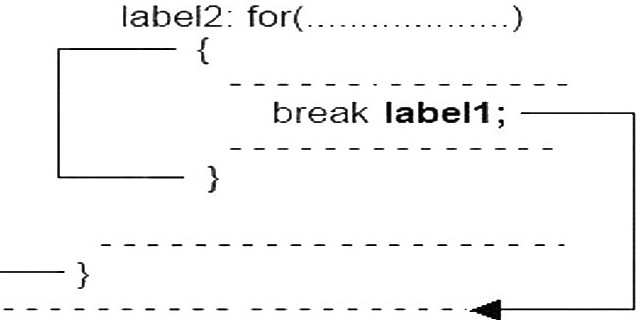 label2: for(...................)
{
break label1;
}
}